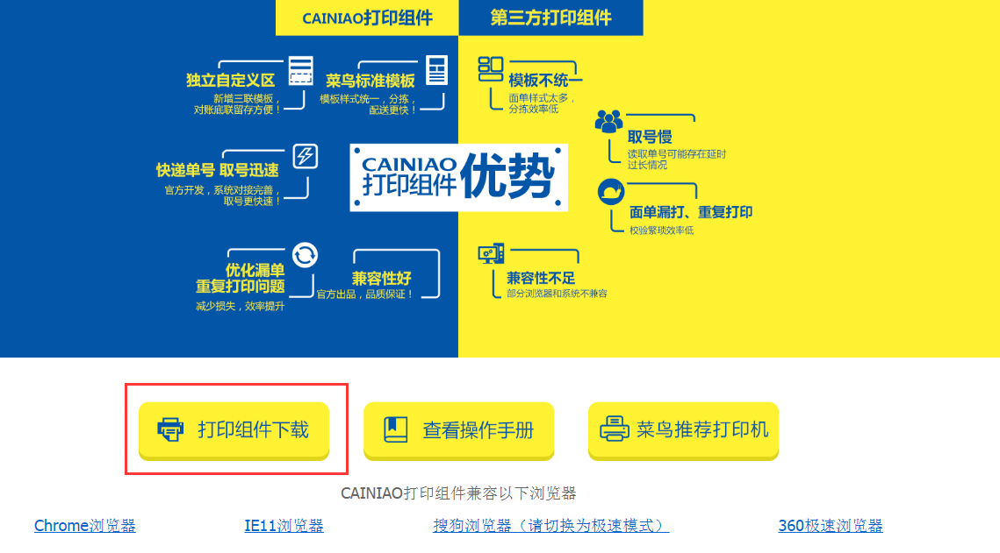 CAINIAO打印组件
第三方打印组件
独立自定义区
新增三联模板，
对账底联留存方便！
菜鸟标准模板
模板样式统一，分拣，
配送更快！
模板不统一
面单样式太多，
分拣效率低
取号慢
读取单号可能存在延时
过长情况
快递单号 取号迅速
官方开发，系统对接完善，
取号更快速！
CAINIAO
打印组件
优势
面单漏打、重复打印
校验繁琐效率低
优化漏单
重复打印问题
减少损失，效率提升
兼容性好
官方出品，品质保证！
兼容性不足
部分浏览器和系统不兼容
打印组件下载
查看操作手册
菜鸟推荐打印机
CAINIAO打印组件兼容以下浏览器
Chrome浏览器
IE11浏览器
搜狗浏览器（请切换为极速模式）
360极速浏览器